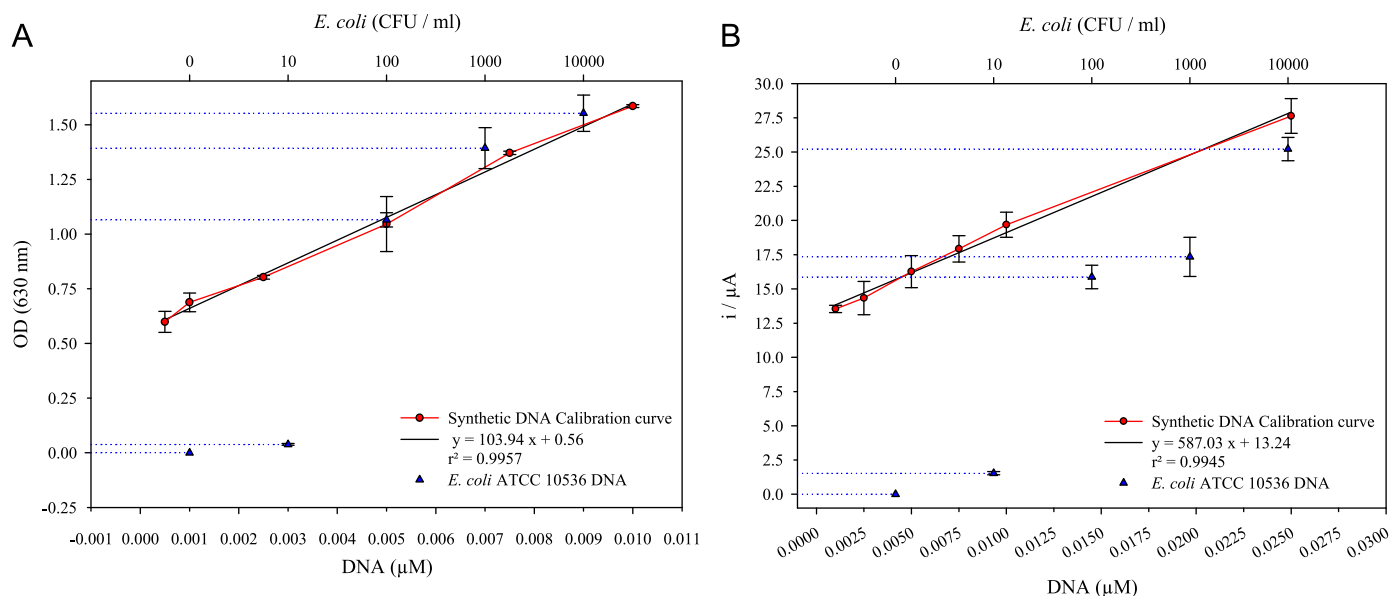 A
E. coli (CFU / ml)
0 10 100 1000 10000
1.50
1.25
1.00
0.75
0.50
0.25
0.00
-0.25
OD (630 nm)
Synthetic DNA Calibration curve
y = 103.94 x + 0.56
r² = 0.9957
E. coli ATCC 10536 DNA
-0.001 0.000 0.001 0.002 0.003 0.004 0.005 0.006 0.007 0.008 0.009 0.010 0.011
DNA (µM)
B
E. coli (CFU / ml)
0 10 100 1000 10000
30.0
27.5
25.0
22.5
20.0
17.5
15.0
12.5
10.0
7.5
5.0
2.5
0.0
i / µA
Synthetic DNA Calibration curve
y = 587.03 x + 13.24
r² = 0.9945
E. coli ATCC 10536 DNA
0.0000 0.0025 0.0050 0.0075 0.0100 0.0125 0.0150 0.0175 0.0200 0.0225 0.0250 0.0275 0.0300
DNA (µM)